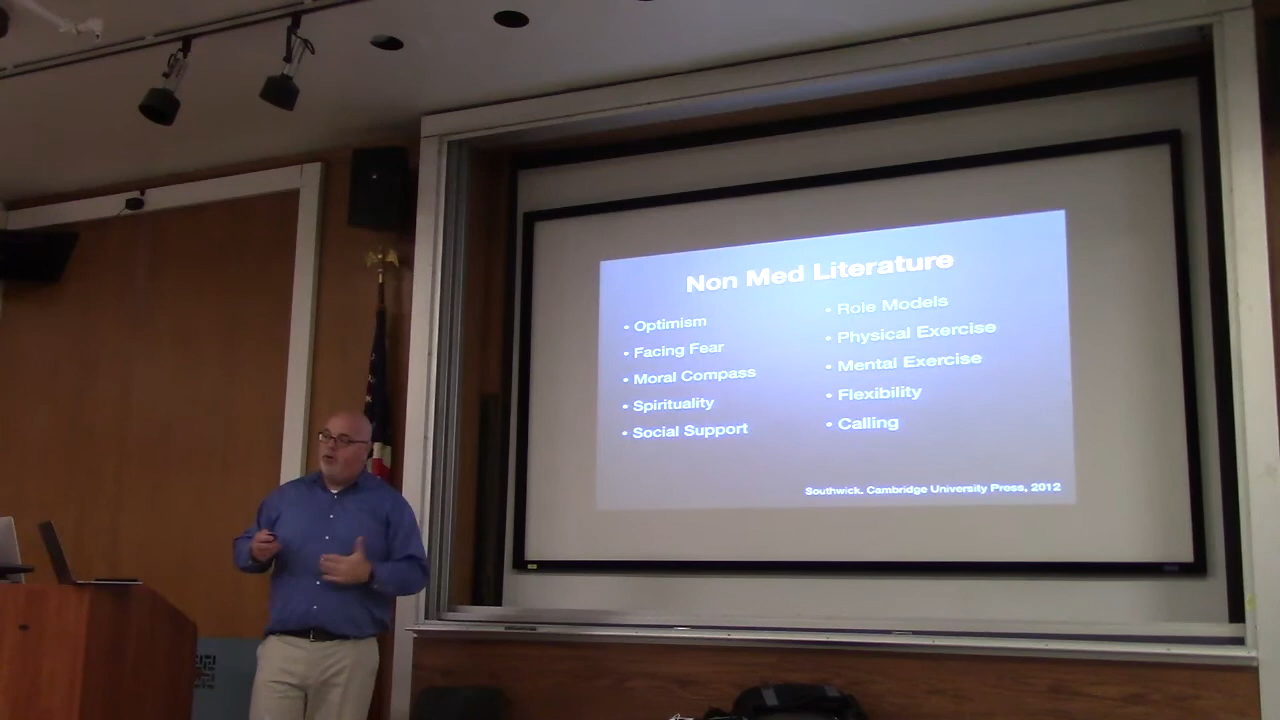 Non Med Literature
• Optimism
• Facing Fear
• Moral Compass
• Spirituality
• Social Support
• Role Models
• Physical Exercise
• Mental Exercise
• Flexibility
• Calling
Southwick. Cambridge University Press, 2012